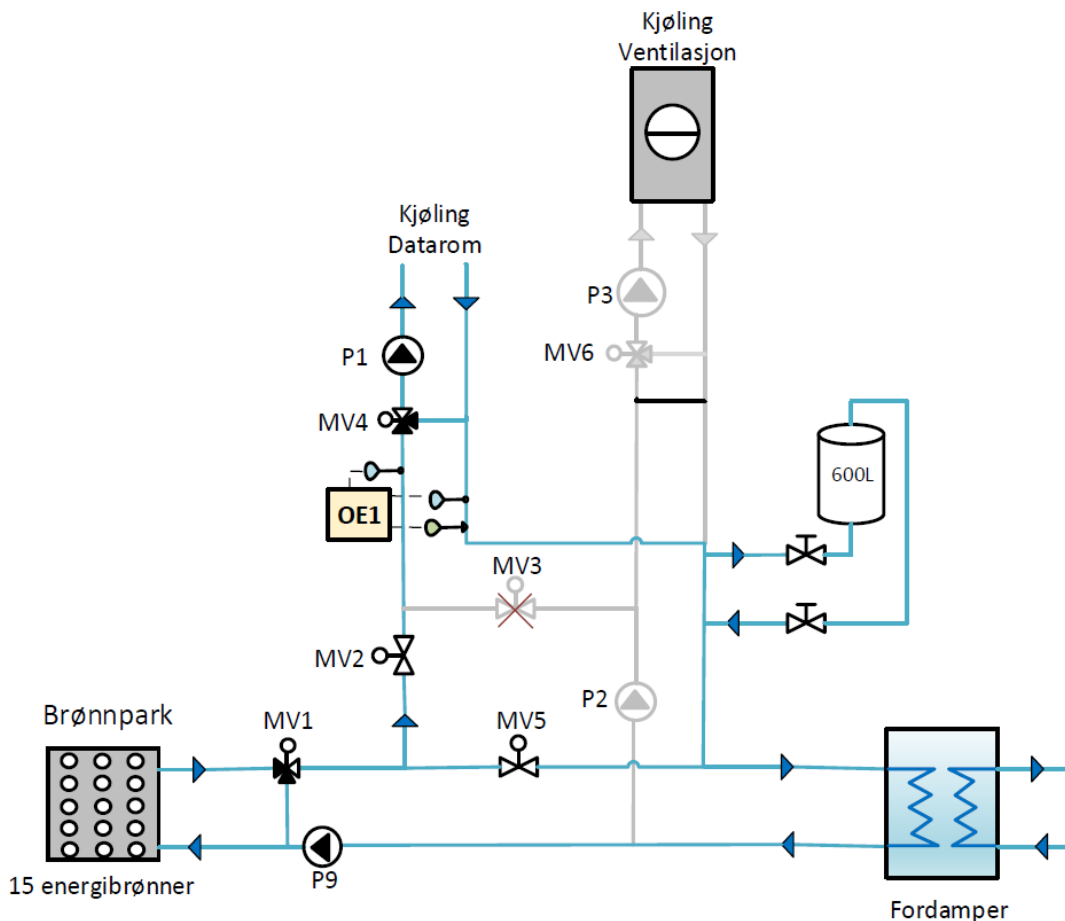 Kjøling
Ventilasjon
Kjøling
Datarom
P3
P1
MV6
MV4
600L
OE1
MV3
MV2
P2
Brønnpark
MV1
MV5
P9
15 energibrønner
Fordamper